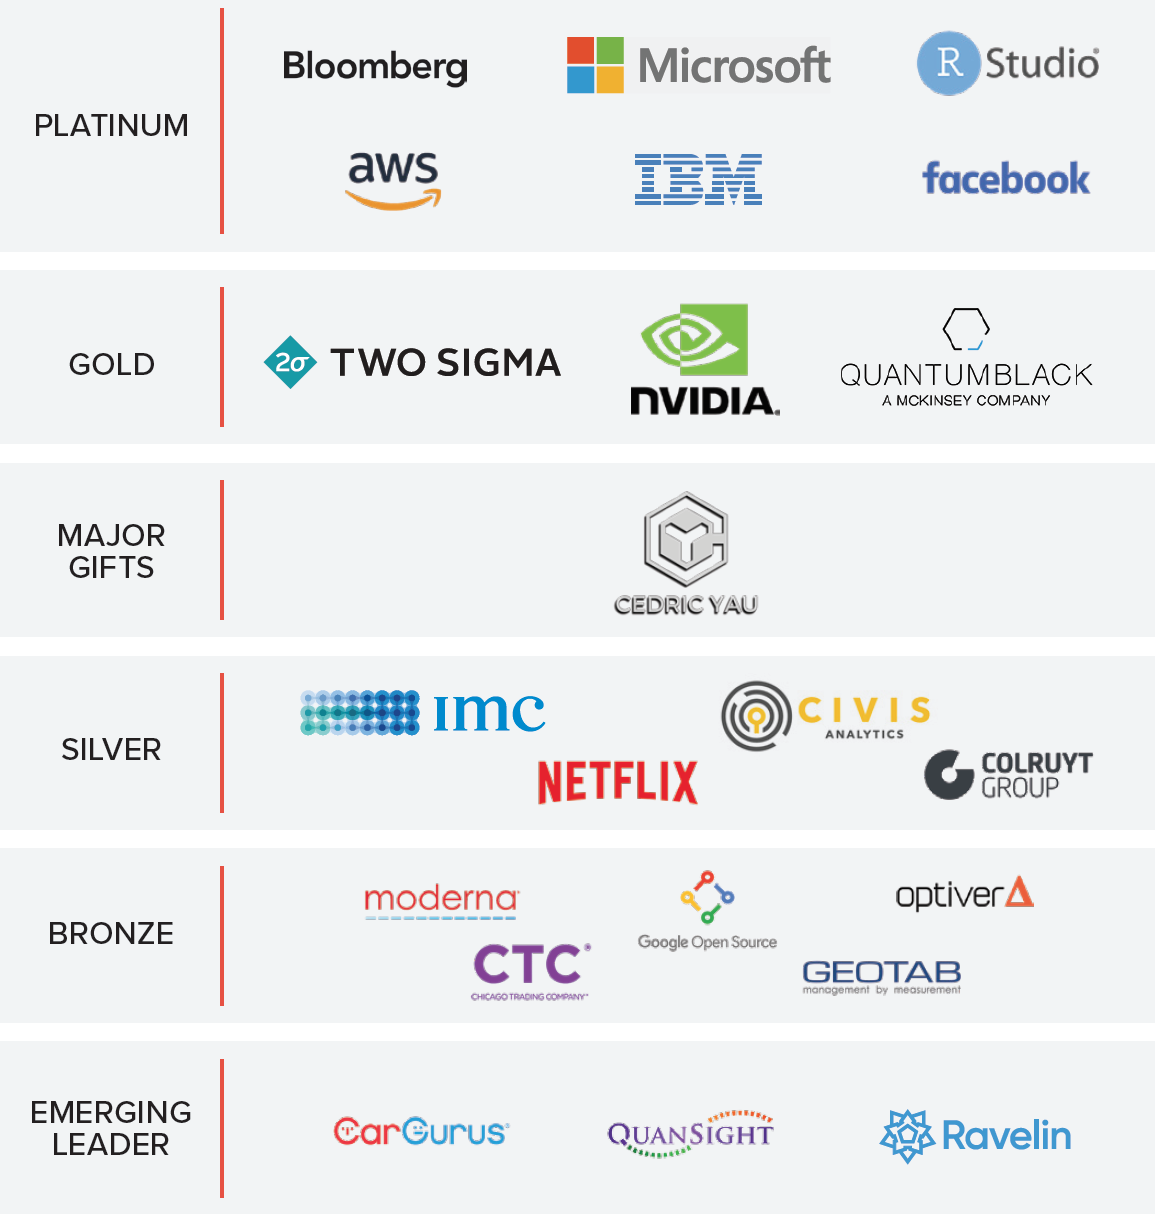 PLATINUM
Bloomberg
Microsoft
R Studio®
aws
IBM
facebook
GOLD
2σ TWO SIGMA
NVIDIA.
QUANTUMBLACK
A MCKINSEY COMPANY
MAJOR
GIFTS
CEDRIC YAU
SILVER
imc
CIVIS
ANALYTICS
NETFLIX
COLRUYT
GROUP
BRONZE
moderna
Google Open Source
optiver
CTC®
CHICAGO TRADING COMPANY™
GEOTAB
management by measurement
EMERGING
LEADER
CarGurus®
QUANSIGHT
Ravelin